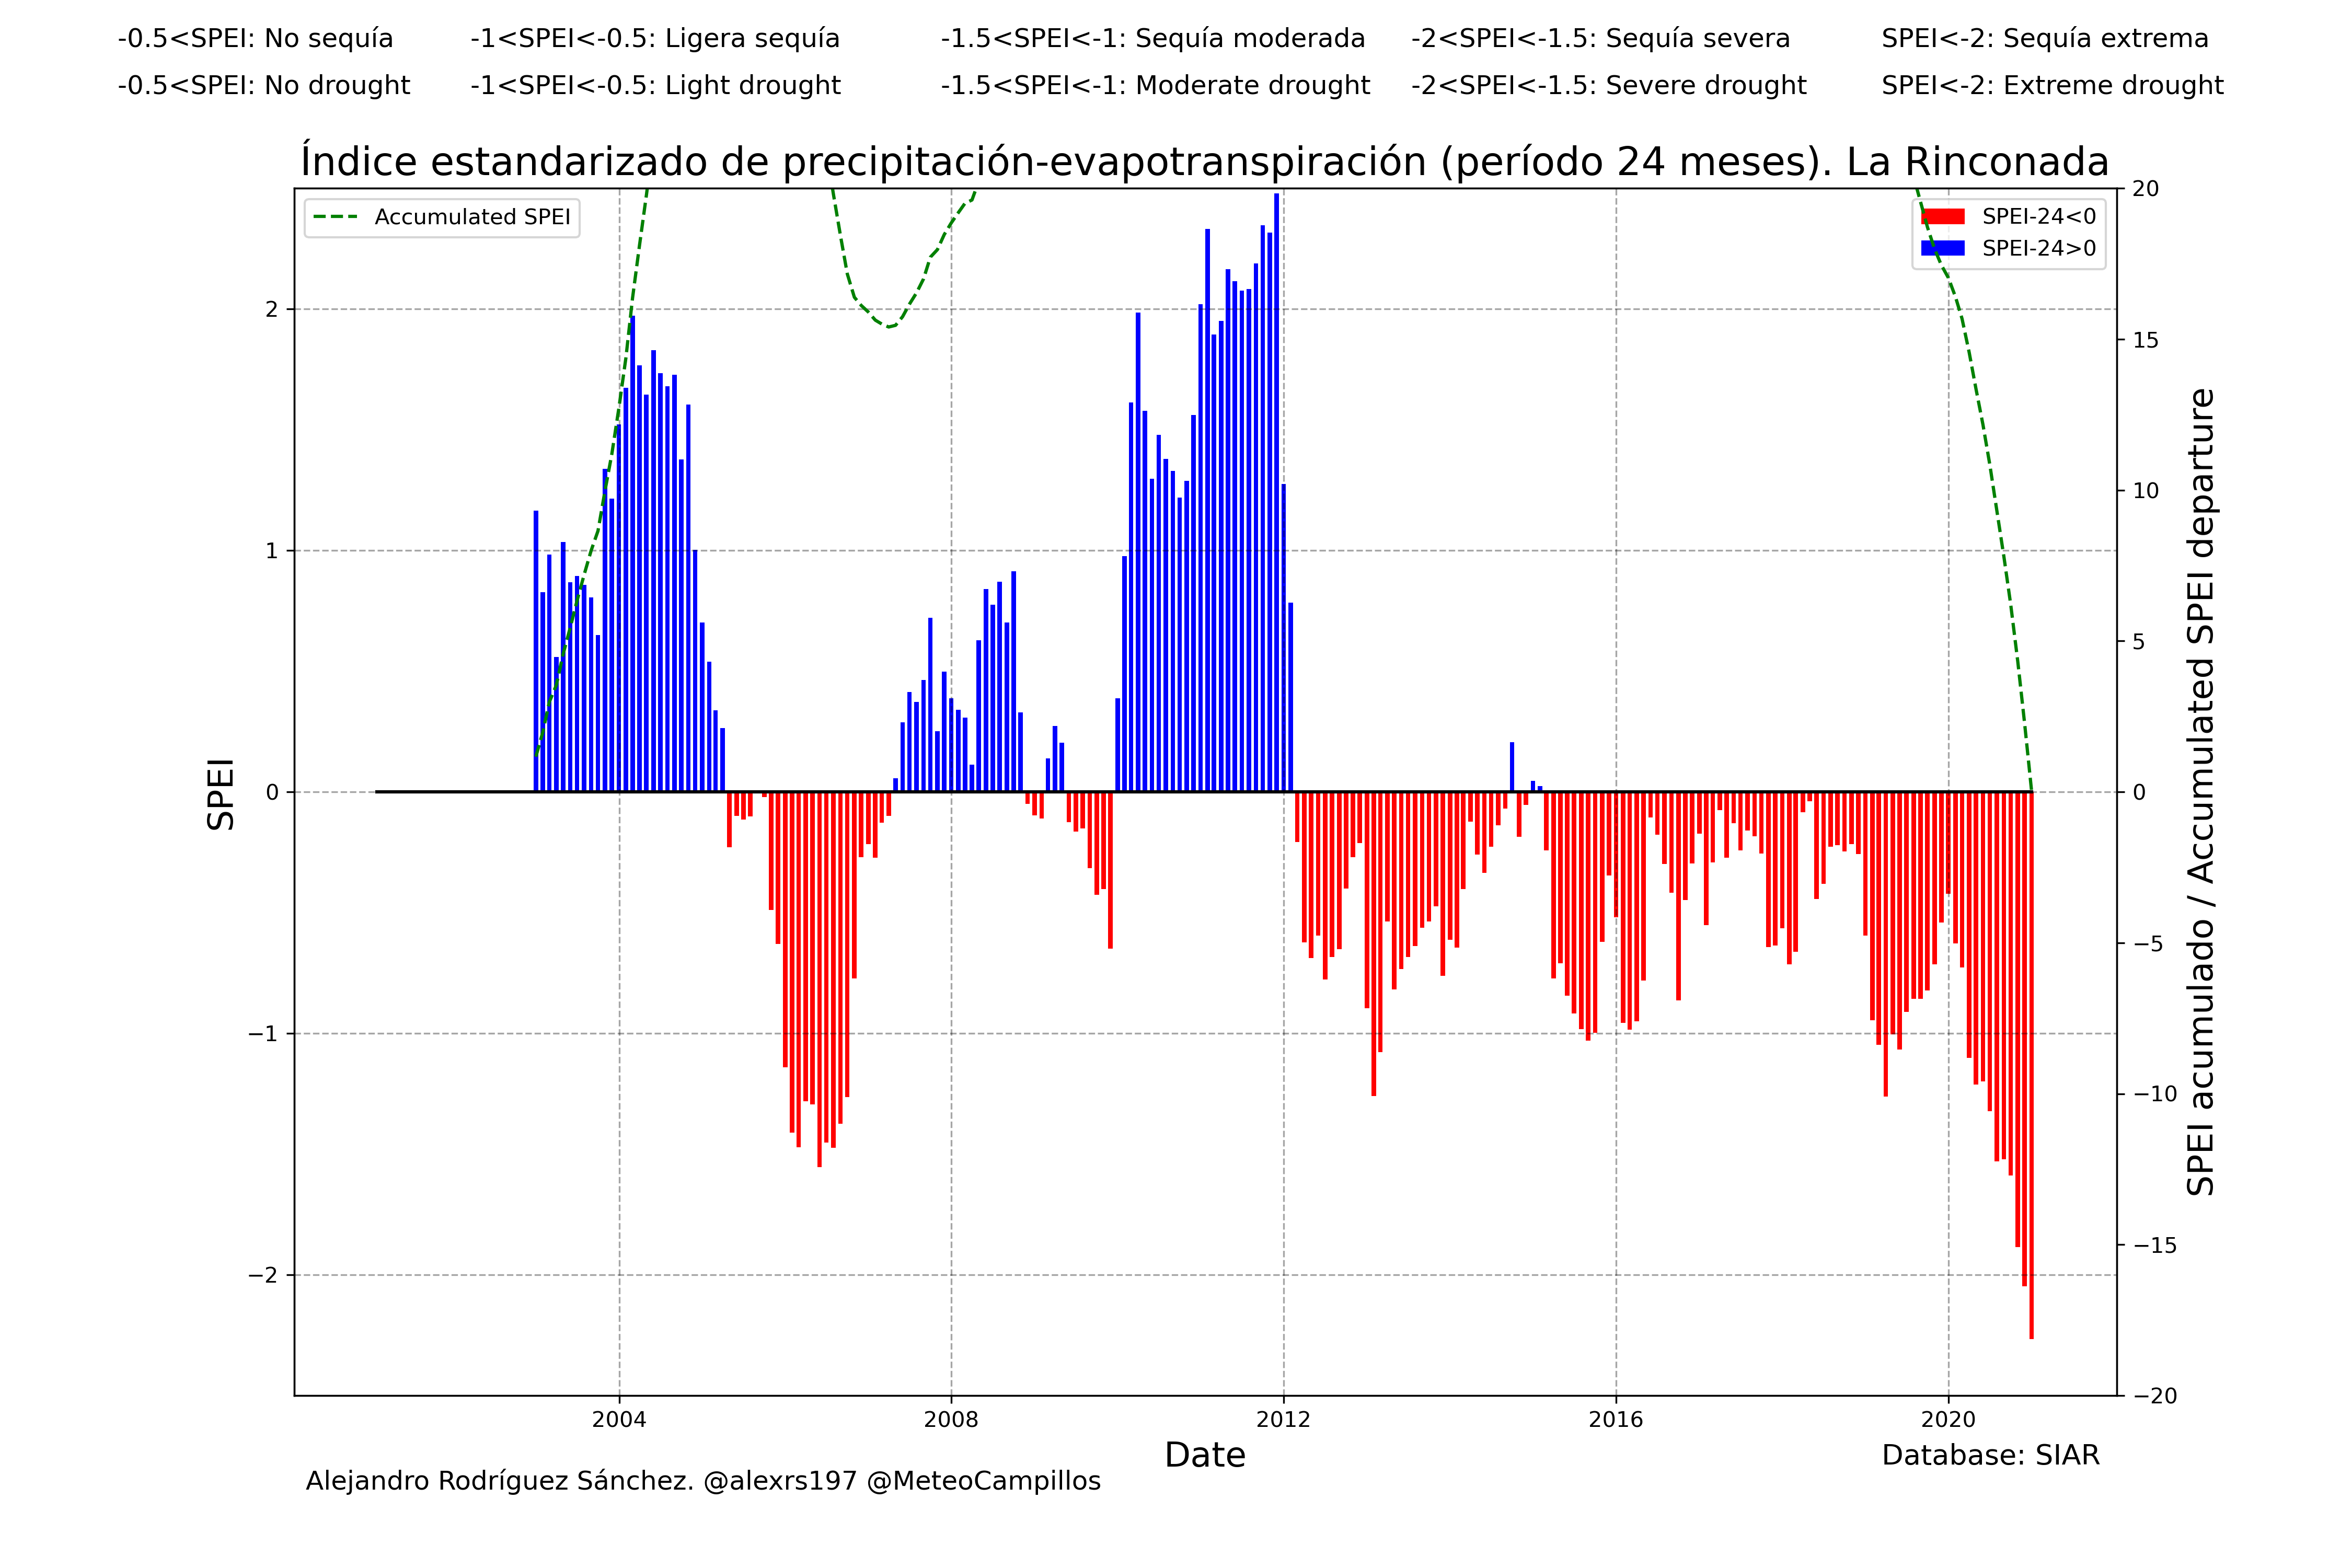 -0.5<SPEI: No sequía -1<SPEI<-0.5: Ligera sequía -1.5<SPEI<-1: Sequía moderada -2<SPEI<-1.5: Sequía severa SPEI<-2: Sequía extrema
-0.5<SPEI: No drought -1<SPEI<-0.5: Light drought -1.5<SPEI<-1: Moderate drought -2<SPEI<-1.5: Severe drought SPEI<-2: Extreme drought
Índice estandarizado de precipitación-evapotranspiración (período 24 meses). La Rinconada
Accumulated SPEI
SPEI-24<0
SPEI-24>0
SPEI
2
1
0
−1
−2
20
15
10
5
0
−5
−10
−15
−20
SPEI acumulado / Accumulated SPEI departure
2004 2008 2012 2016 2020
Date
Database: SIAR
Alejandro Rodríguez Sánchez. @alexrs197 @MeteoCampillos